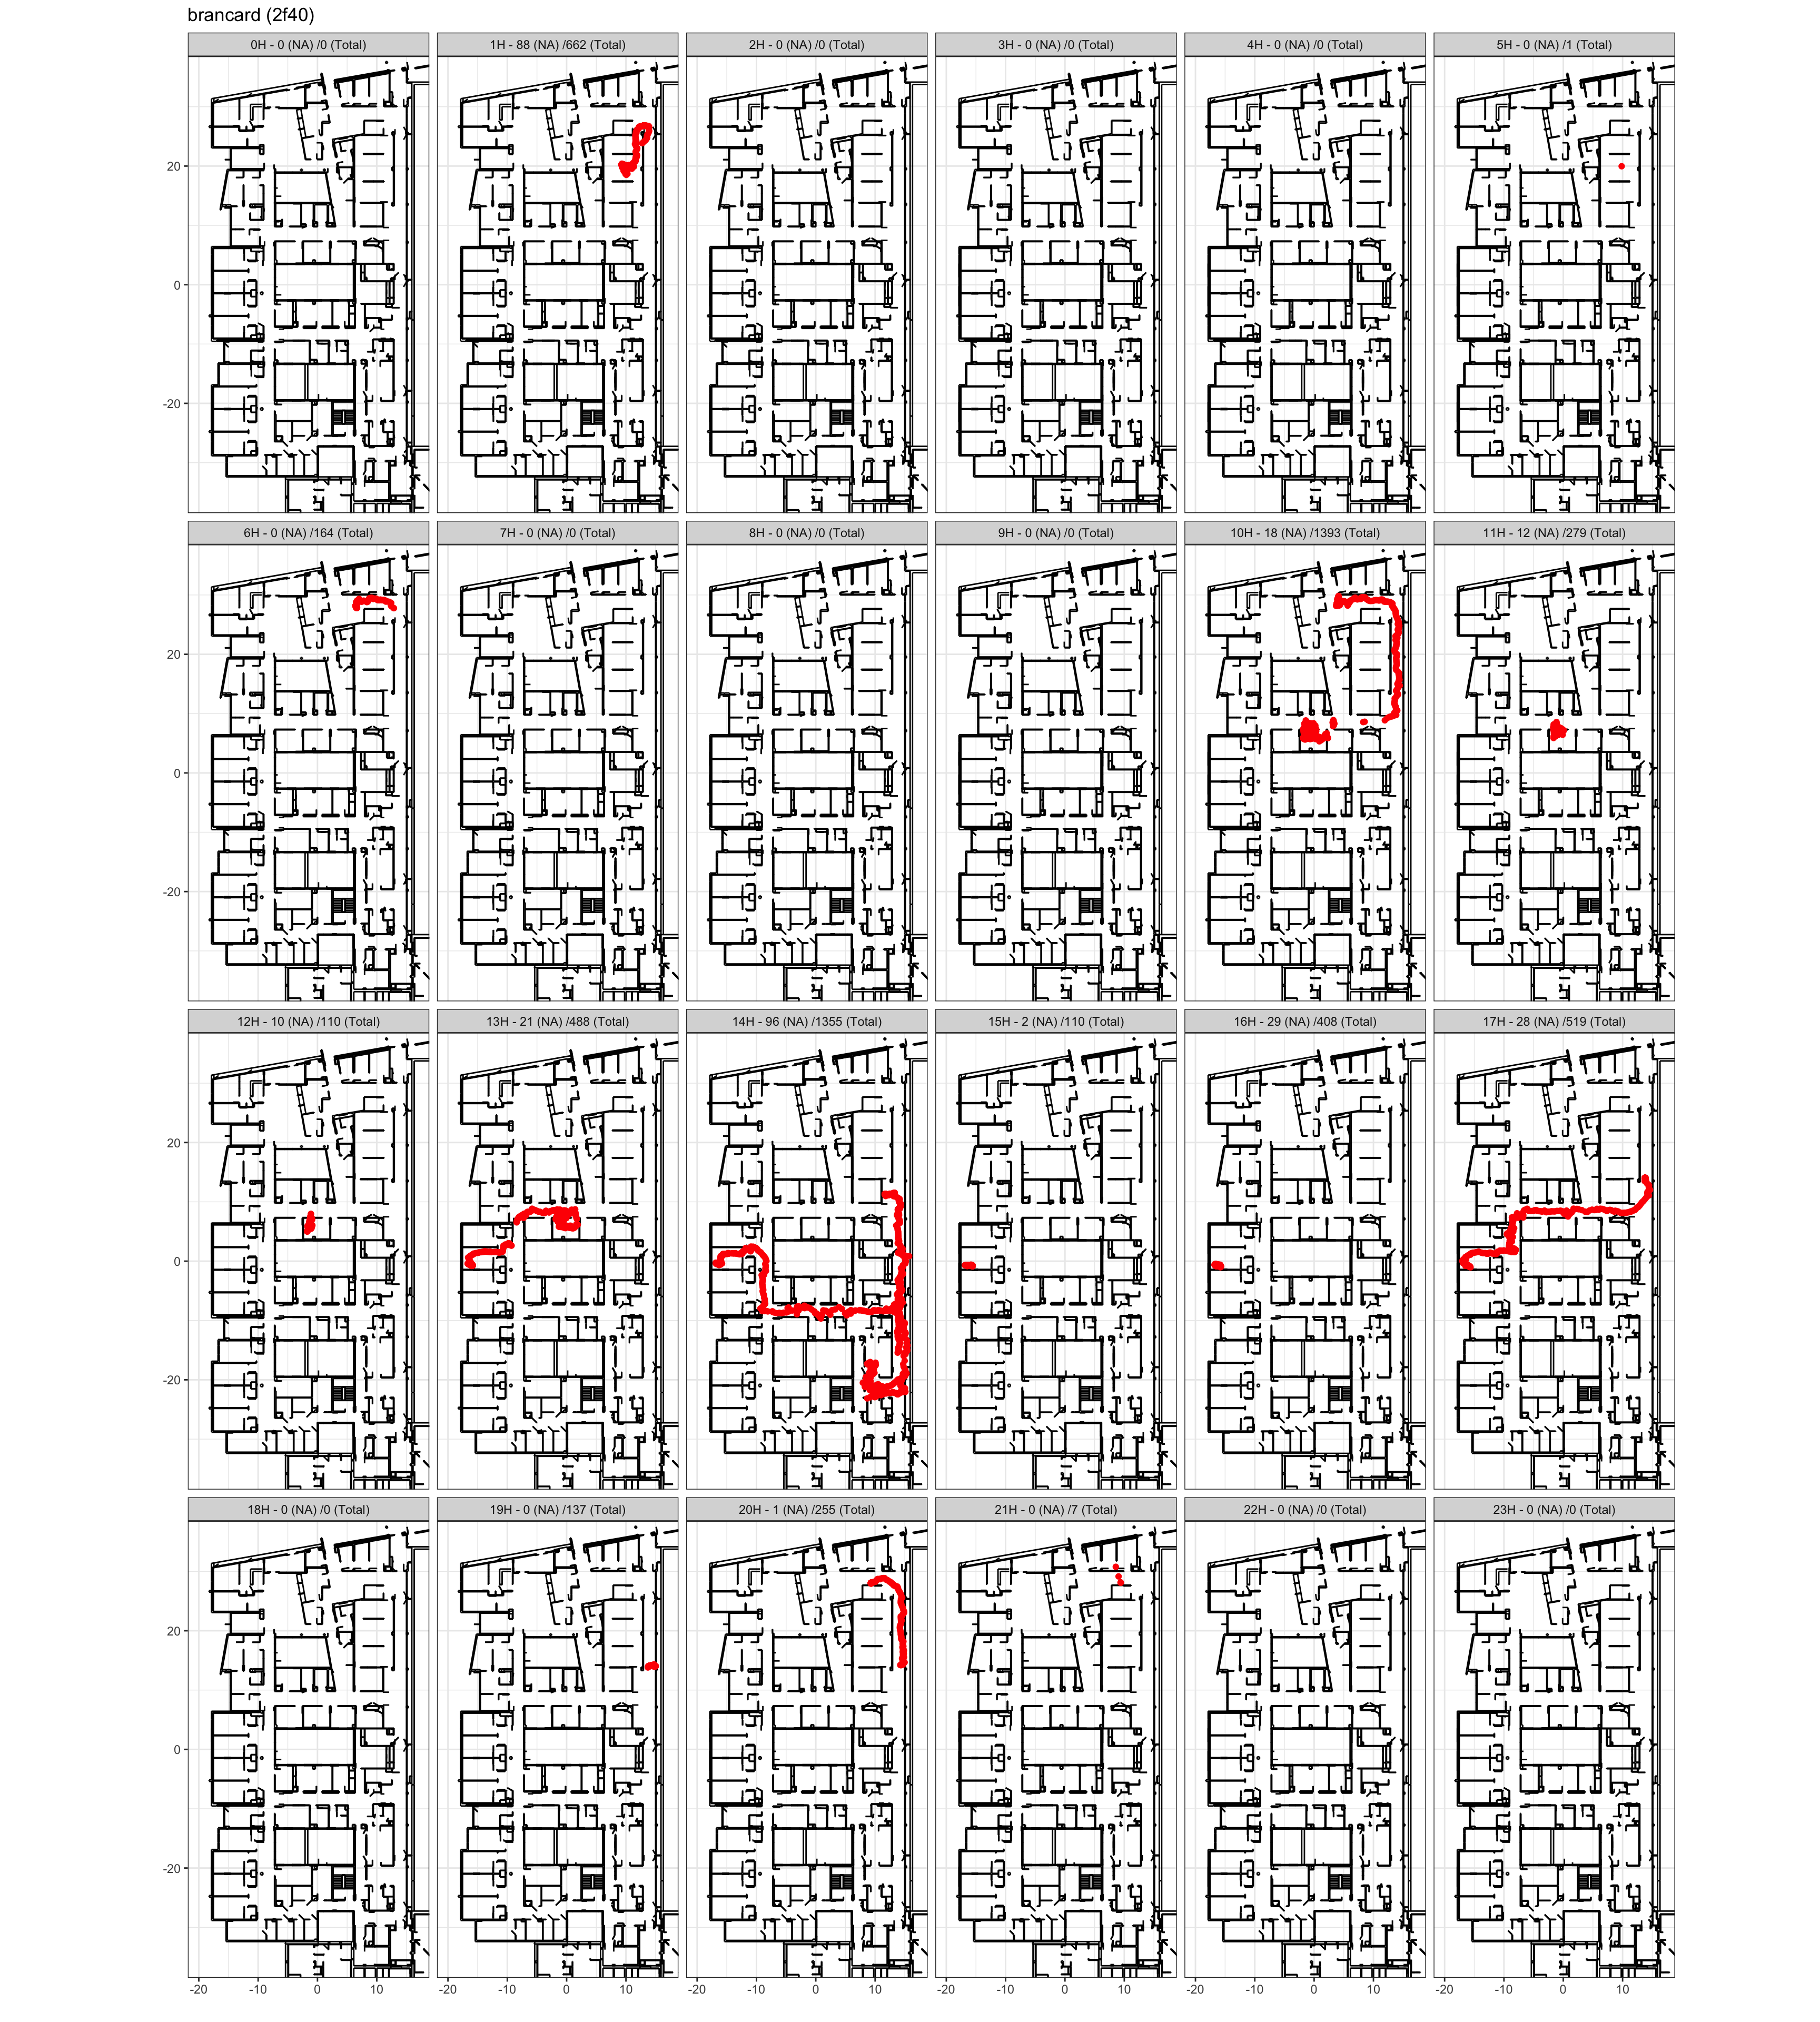 brancard (2f40)
0H - 0 (NA) /0 (Total) 1H - 88 (NA) /662 (Total) 2H - 0 (NA) /0 (Total) 3H - 0 (NA) /0 (Total) 4H - 0 (NA) /0 (Total) 5H - 0 (NA) /1 (Total)
20
0
-20
6H - 0 (NA) /164 (Total) 7H - 0 (NA) /0 (Total) 8H - 0 (NA) /0 (Total) 9H - 0 (NA) /0 (Total) 10H - 18 (NA) /1393 (Total) 11H - 12 (NA) /279 (Total)
20
0
-20
12H - 10 (NA) /110 (Total) 13H - 21 (NA) /488 (Total) 14H - 96 (NA) /1355 (Total) 15H - 2 (NA) /110 (Total) 16H - 29 (NA) /408 (Total) 17H - 28 (NA) /519 (Total)
20
0
-20
18H - 0 (NA) /0 (Total) 19H - 0 (NA) /137 (Total) 20H - 1 (NA) /255 (Total) 21H - 0 (NA) /7 (Total) 22H - 0 (NA) /0 (Total) 23H - 0 (NA) /0 (Total)
20
0
-20
-20 -10 0 10 -20 -10 0 10 -20 -10 0 10 -20 -10 0 10 -20 -10 0 10 -20 -10 0 10